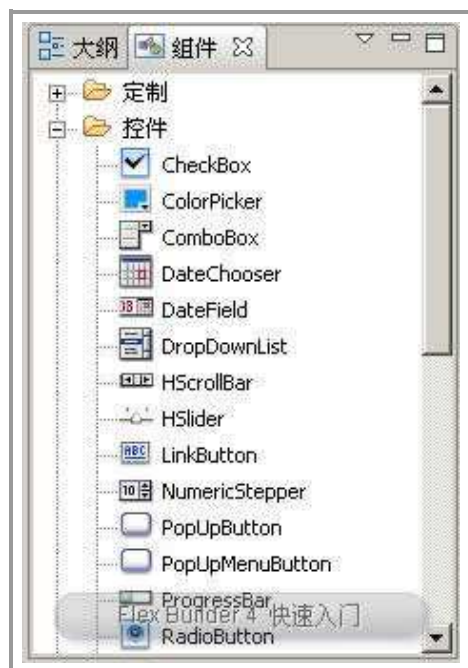 大纲 组件
定制
控件
CheckBox
ColorPicker
ComboBox
DateChooser
DateField
DropDownList
HScrollBar
HSlider
LinkButton
NumericStepper
PopUpButton
PopUpMenuButton
ProgressBar
Flex Builder 4 快速入门
RadioButton